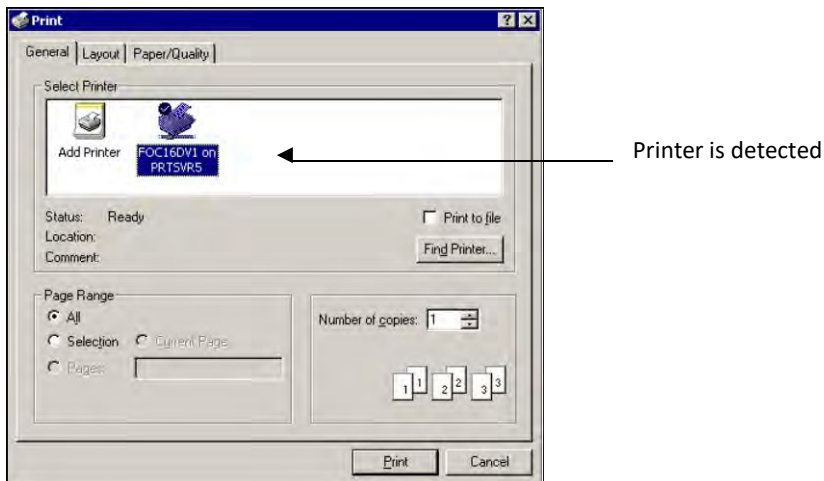 Print
General Layout Paper/Quality
Select Printer
Add Printer
FOC16DV1 on
PRTSVR5
Printer is detected
Status: Ready
Print to file
Location:
Comment:
Find Printer...
Page Range
All
Selection Current Page
Pages:
Number of copies: 1
1 1 2 2 3 3
Print Cancel